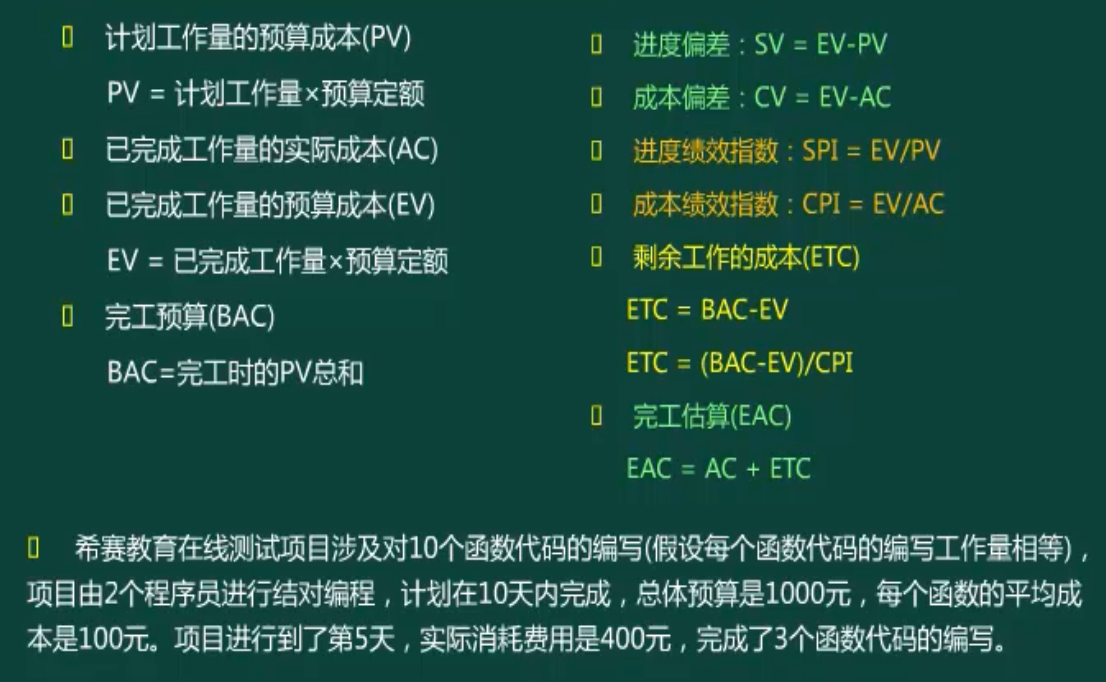 计划工作量的预算成本(PV)
PV = 计划工作量×预算定额
已完成工作量的实际成本(AC)
已完成工作量的预算成本(EV)
EV = 已完成工作量×预算定额
完工预算(BAC)
BAC=完工时的PV总和
进度偏差：SV = EV-PV
成本偏差：CV = EV-AC
进度绩效指数：SPI = EV/PV
成本绩效指数：CPI = EV/AC
剩余工作的成本(ETC)
ETC = BAC-EV
ETC = (BAC-EV)/CPI
完工估算(EAC)
EAC = AC + ETC
希赛教育在线测试项目涉及对10个函数代码的编写(假设每个函数代码的编写工作量相等)，
项目由2个程序员进行结对编程，计划在10天内完成，总体预算是1000元，每个函数的平均成
本是100元。项目进行到了第5天，实际消耗费用是400元，完成了3个函数代码的编写。